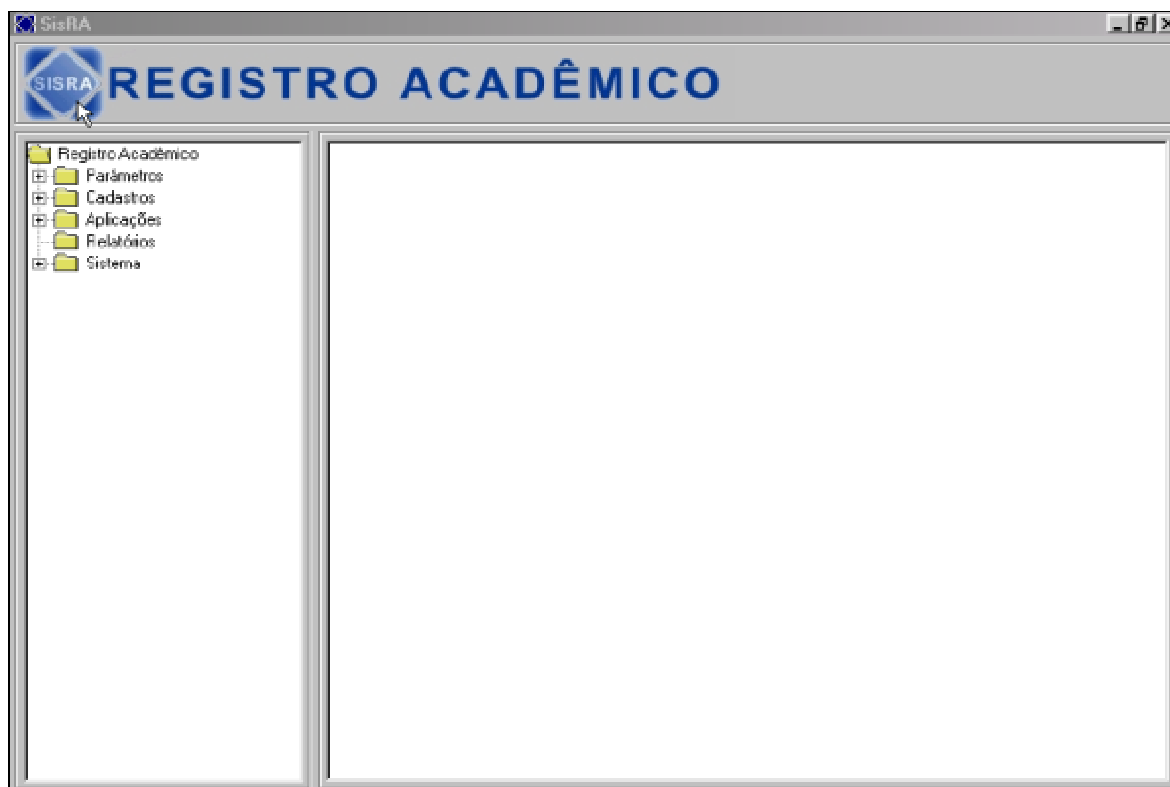 SisRA
SISRA REGISTRO ACADÊMICO
Registro Acadêmico
Parâmetros
Cadastros
Aplicações
Relatórios
Sistema